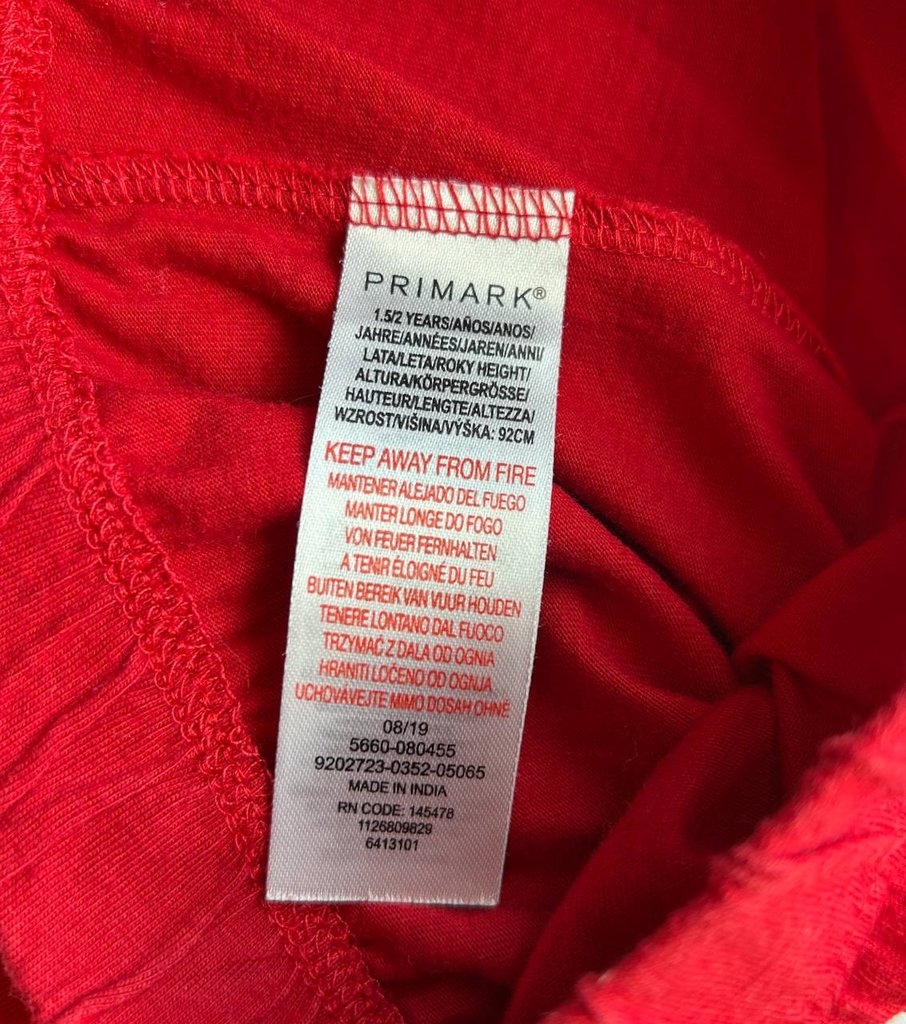 PRIMARK®
1.5/2 YEARS/AÑOS/ANOS/
JAHRE/ANNÉES/JAREN/ANNI/
LATA/LETA/ROKY HEIGHT/
ALTURA/KÖRPERGRÖSSE/
HAUTEUR/LENGTE/ALTEZZA/
WZROST/VIŠINA/VÝŠKA: 92CM
KEEP AWAY FROM FIRE
MANTENER ALEJADO DEL FUEGO
MANTER LONGE DO FOGO
VON FEUER FERNHALTEN
A TENIR ÉLOIGNÉ DU FEU
BUITEN BEREIK VAN VUUR HOUDEN
TENERE LONTANO DAL FUOCO
TRZYMAĆ Z DALA OD OGNIA
HRANITI LOČENO OD OGNJA
UCHOVÁVEJTE MIMO DOSAH OHNĚ
08/19
5660-080455
9202723-0352-05065
MADE IN INDIA
RN CODE: 145478
1126809829
6413101